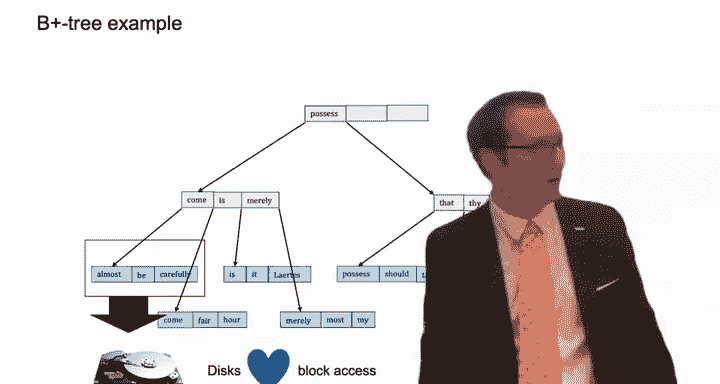 B+-tree example
possess
come is merely
that thy
almost be carefully
is it Laertes
possess should
come fair hour
merely must my
Disks block access